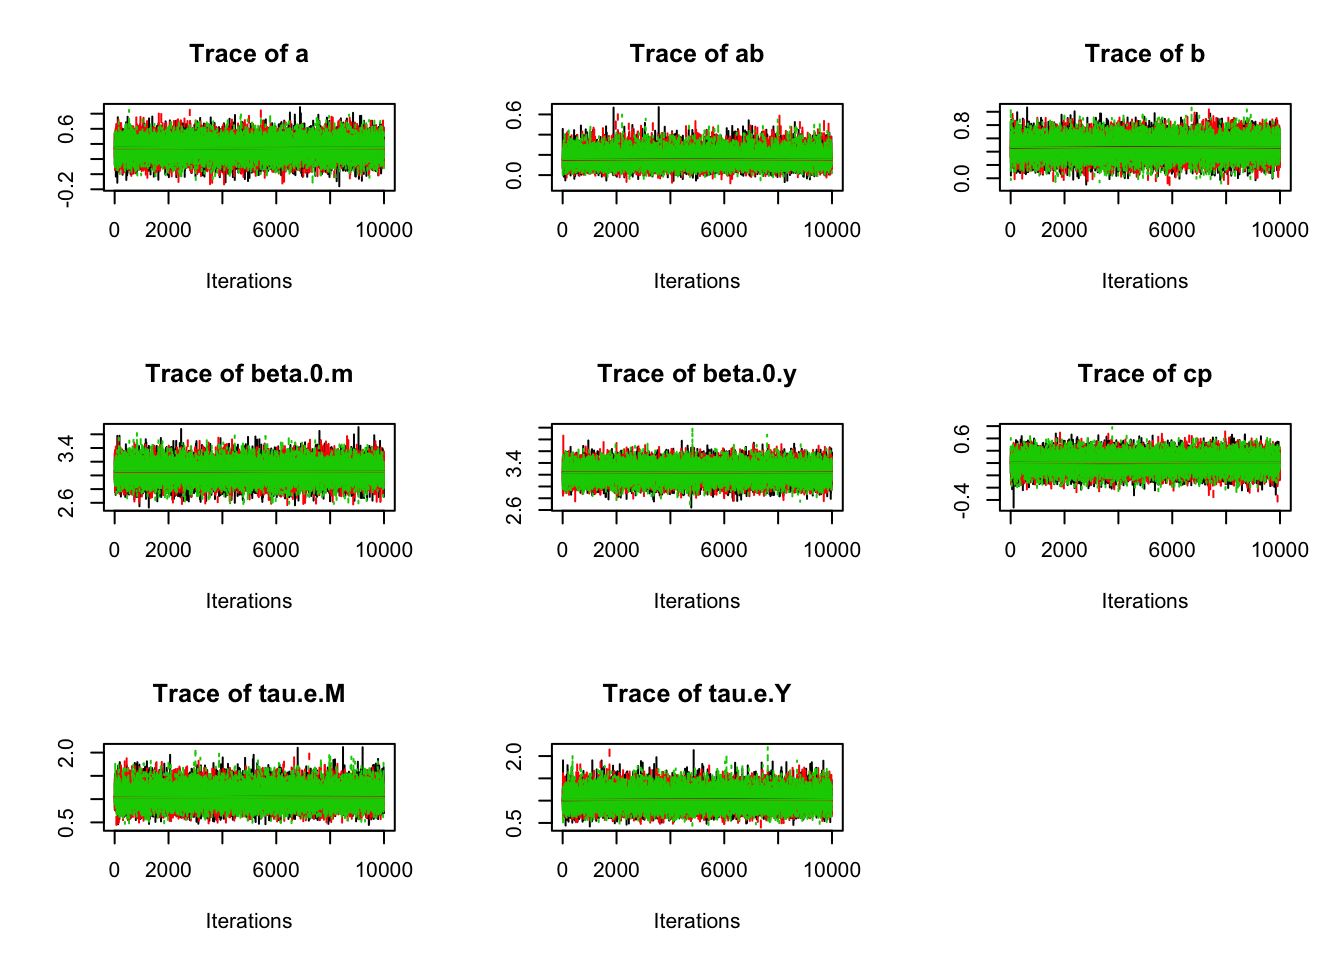 Trace of a
Trace of ab
Trace of b
0.6
-0.2
0 2000 6000 10000
Iterations
0.6
0.0
0 2000 6000 10000
Iterations
0.8
0.0
0 2000 6000 10000
Iterations
Trace of beta.0.m
Trace of beta.0.y
Trace of cp
3.4
2.6
0 2000 6000 10000
Iterations
3.4
2.6
0 2000 6000 10000
Iterations
0.6
-0.4
0 2000 6000 10000
Iterations
Trace of tau.e.M
Trace of tau.e.Y
2.0
0.5
0 2000 6000 10000
Iterations
2.0
0.5
0 2000 6000 10000
Iterations